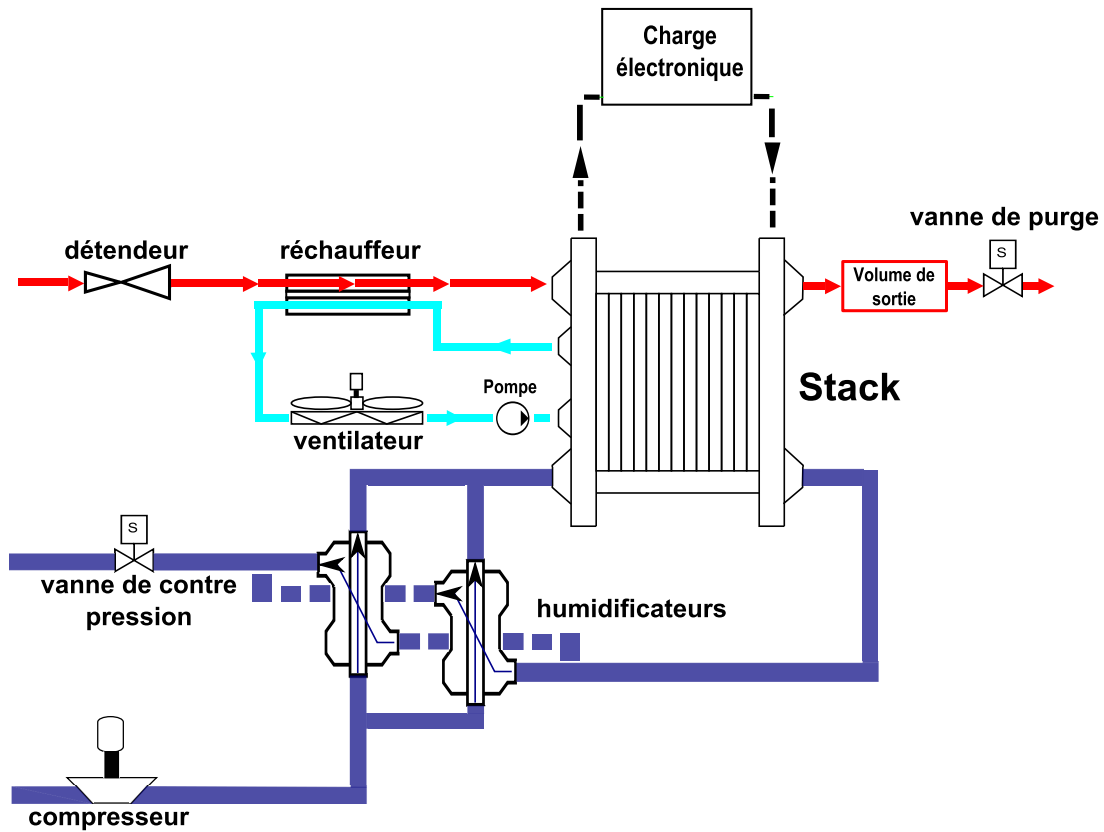 Charge
électronique
vanne de purge
S
détendeur
réchauffeur
Volume de
sortie
Stack
Pompe
ventilateur
S
vanne de contre
pression
humidificateurs
compresseur